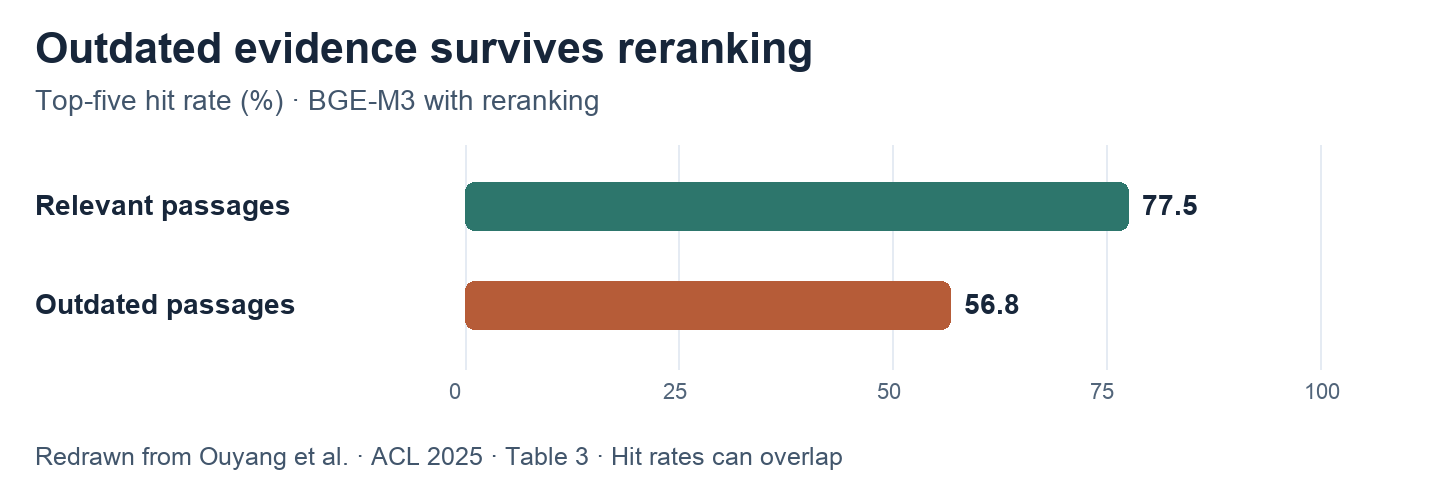 Outdated evidence survives reranking
Top-five hit rate (%) · BGE-M3 with reranking
Relevant passages 77.5
Outdated passages 56.8
0 25 50 75 100
Redrawn from Ouyang et al. · ACL 2025 · Table 3 · Hit rates can overlap